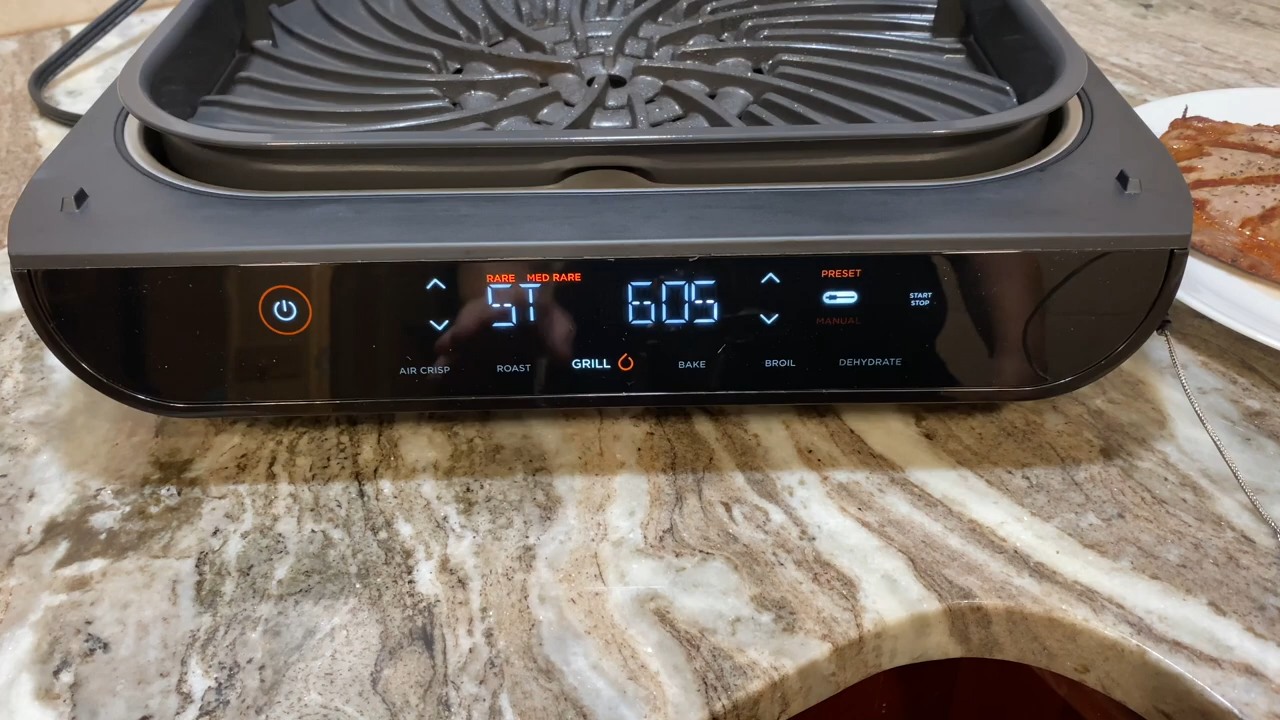 RARE MED RARE PRESET
ST 605
START
STOP
MANUAL
AIR CRISP ROAST GRILL BAKE BROIL DEHYDRATE